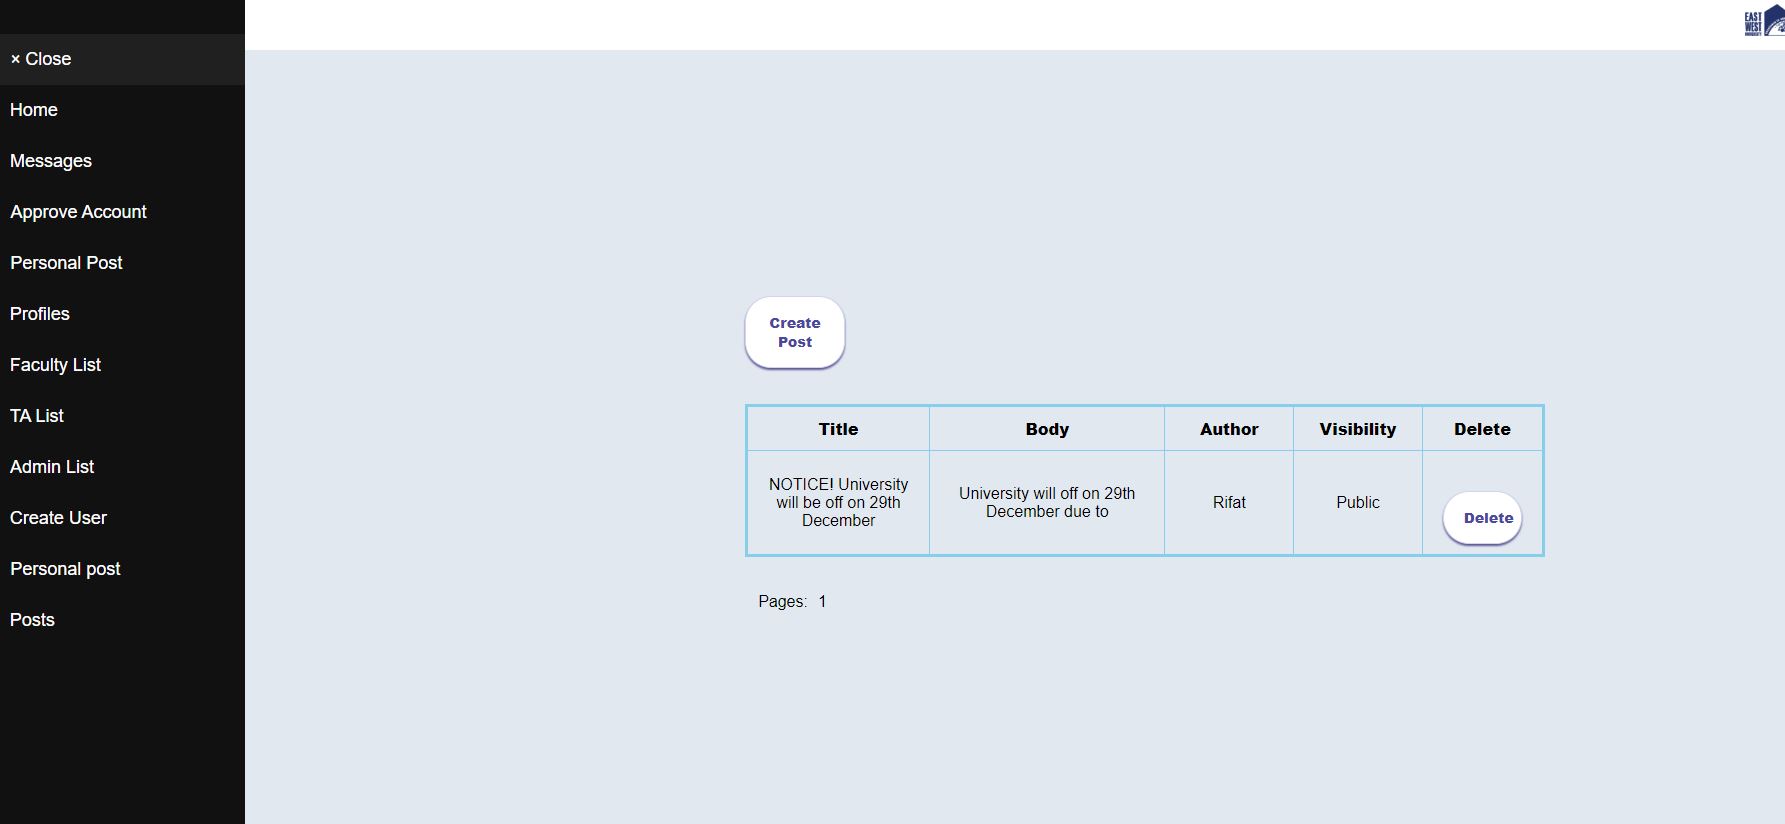 EAST
WEST
UNIVERSITY
× Close
Home
Messages
Approve Account
Personal Post
Profiles
Faculty List
TA List
Admin List
Create User
Personal post
Posts
Create
Post
Title Body Author Visibility Delete
NOTICE! University
will be off on 29th
December
University will off on 29th
December due to
Rifat
Public
Delete
Pages: 1